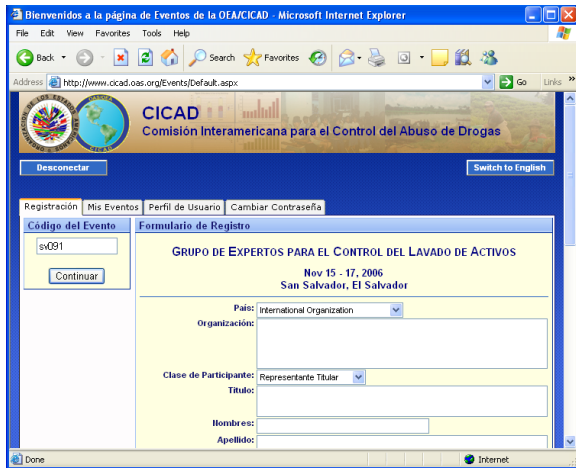 Bienvenidos a la página de Eventos de la OEA/CICAD - Microsoft Internet Explorer
File Edit View Favorites Tools Help
Back Search Favorites
Address http://www.cicad.oas.org/Events/Default.aspx Go Links »
CICAD
Comisión Interamericana para el Control del Abuso de Drogas
Desconectar Switch to English
Registración Mis Eventos Perfil de Usuario Cambiar Contraseña
Código del Evento Formulario de Registro
sv091
Continuar
GRUPO DE EXPERTOS PARA EL CONTROL DEL LAVADO DE ACTIVOS
Nov 15 - 17, 2006
San Salvador, El Salvador
País: International Organization
Organización:
Clase de Participante: Representante Titular
Título:
Nombres:
Apellido:
Done Internet